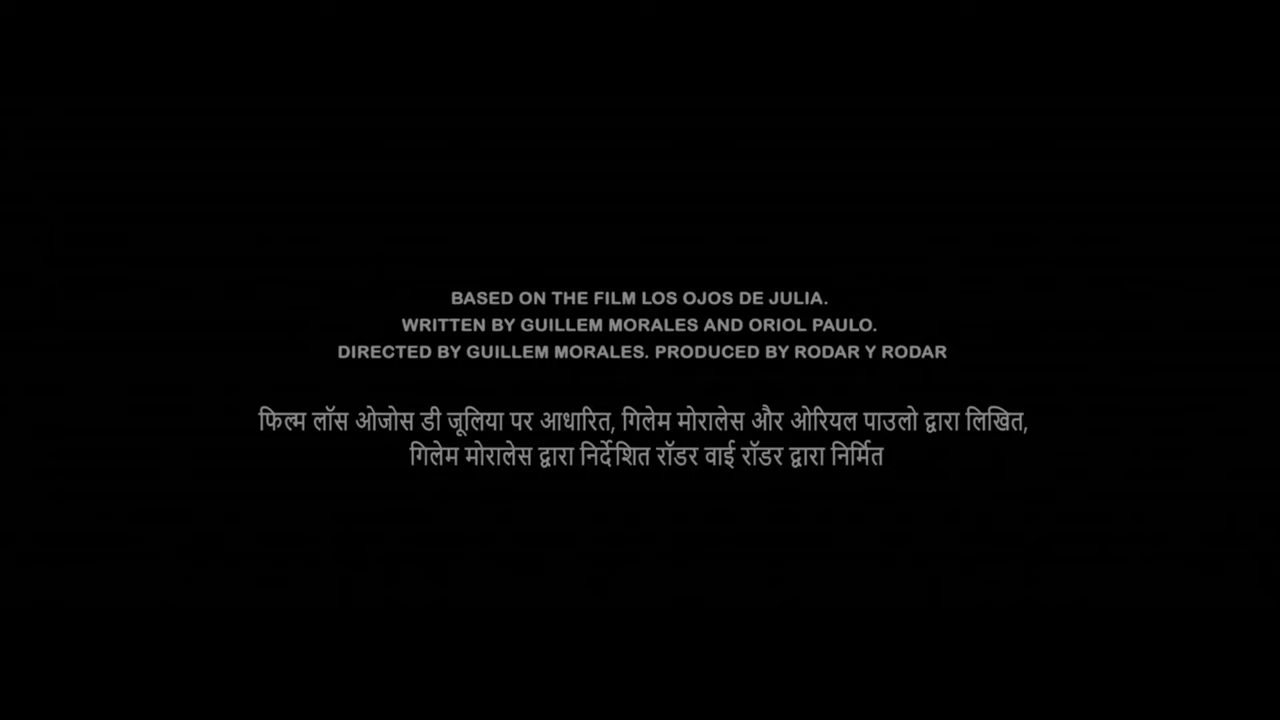 BASED ON THE FILM LOS OJOS DE JULIA.
WRITTEN BY GUILLEM MORALES AND ORIOL PAULO.
DIRECTED BY GUILLEM MORALES. PRODUCED BY RODAR Y RODAR
फिल्म लॉस ओजोस डी जूलिया पर आधारित, गिलेम मोरालेस और ओरियल पाउलो द्वारा लिखित,
गिलेम मोरालेस द्वारा निर्देशित रॉडर वाई रॉडर द्वारा निर्मित